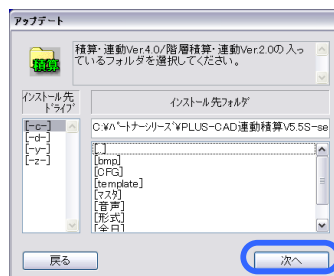 アップデート
積算･連動Ver.4.0/階層積算･連動Ver.2.0の入っ
ているフォルダを選択してください。
積算
インストール先
ドライブ
インストール先フォルダ
[-c-]
[-d-]
[-y-]
[-z-]
C:¥パートナーシリーズ¥PLUS-CAD連動積算V5.5S-se
[..]
[bmp]
[CFG]
[template]
[マスタ]
[音声]
[形式]
戻る
次へ